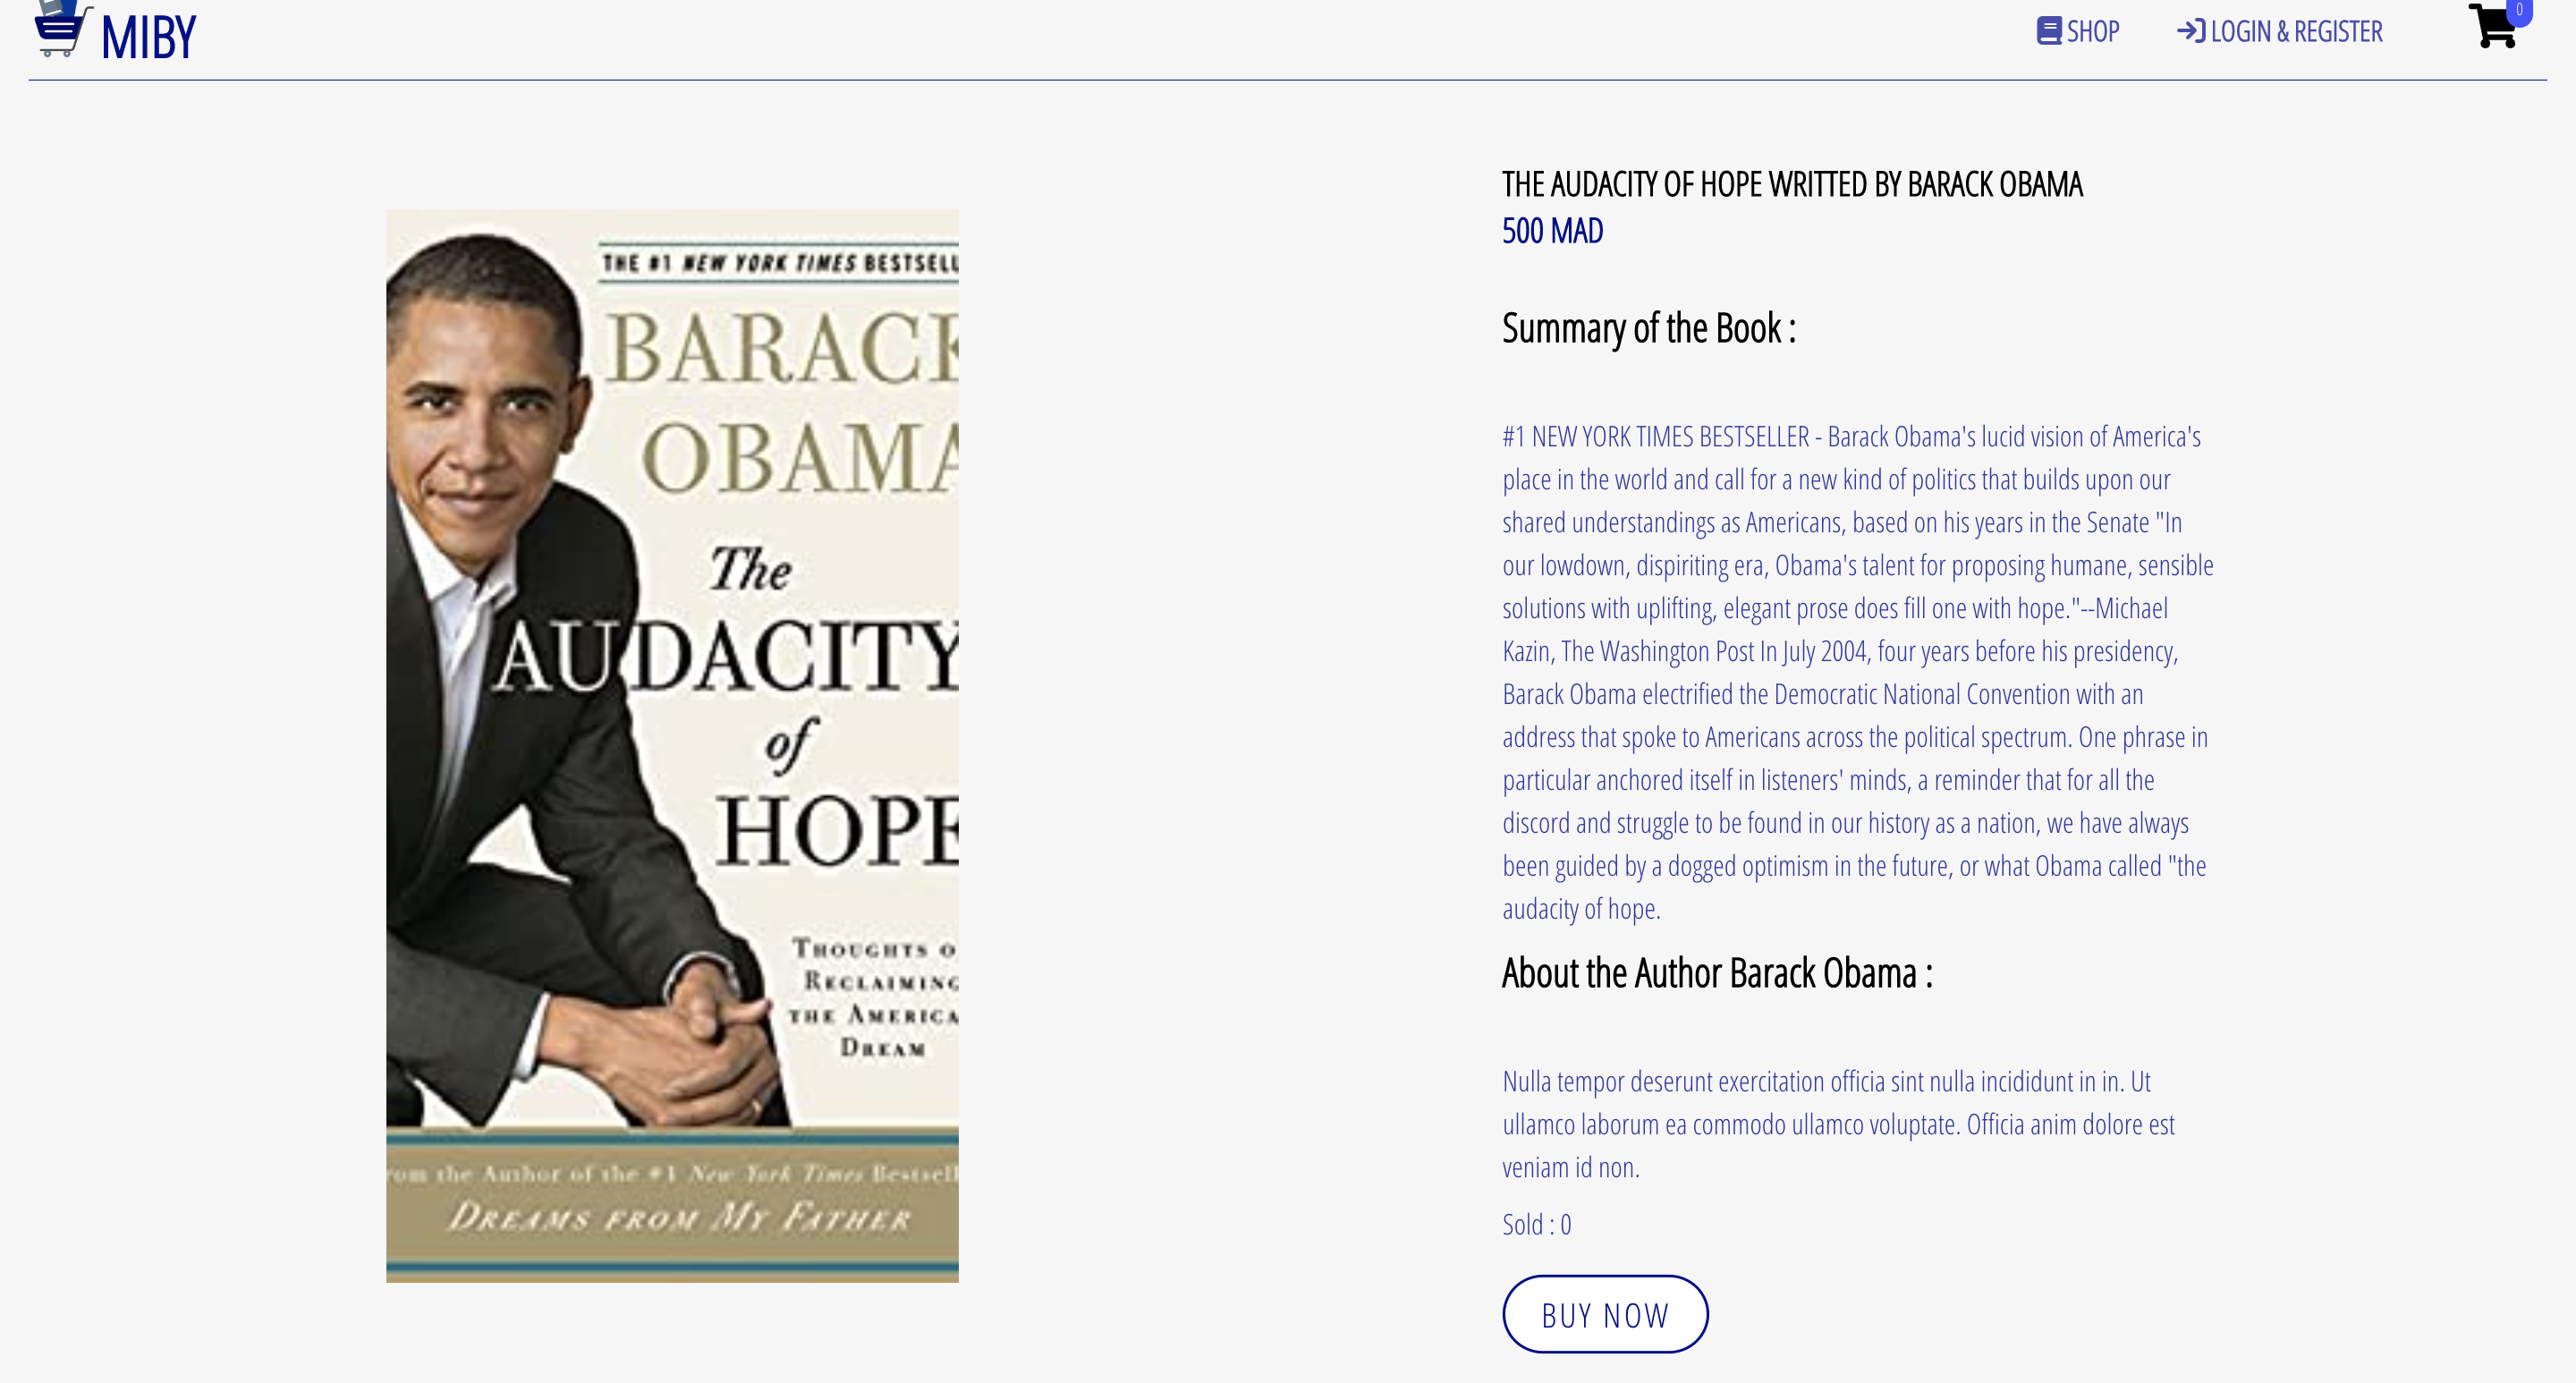 MIBY
SHOP
LOGIN & REGISTER
0
THE #1 NEW YORK TIMES BESTSELL
BARACK
OBAMA
The
AUDACITY
of
HOPE
THOUGHTS O
RECLAIMING
THE AMERICA
DREAM
rom the Author of the #1 New York Times Bestsell
DREAMS FROM MY FATHER
THE AUDACITY OF HOPE WRITTED BY BARACK OBAMA
500 MAD
Summary of the Book :
#1 NEW YORK TIMES BESTSELLER - Barack Obama's lucid vision of America's
place in the world and call for a new kind of politics that builds upon our
shared understandings as Americans, based on his years in the Senate "In
our lowdown, dispiriting era, Obama's talent for proposing humane, sensible
solutions with uplifting, elegant prose does fill one with hope."--Michael
Kazin, The Washington Post In July 2004, four years before his presidency,
Barack Obama electrified the Democratic National Convention with an
address that spoke to Americans across the political spectrum. One phrase in
particular anchored itself in listeners' minds, a reminder that for all the
discord and struggle to be found in our history as a nation, we have always
been guided by a dogged optimism in the future, or what Obama called "the
audacity of hope.
About the Author Barack Obama :
Nulla tempor deserunt exercitation officia sint nulla incididunt in in. Ut
ullamco laborum ea commodo ullamco voluptate. Officia anim dolore est
veniam id non.
Sold : 0
BUY NOW